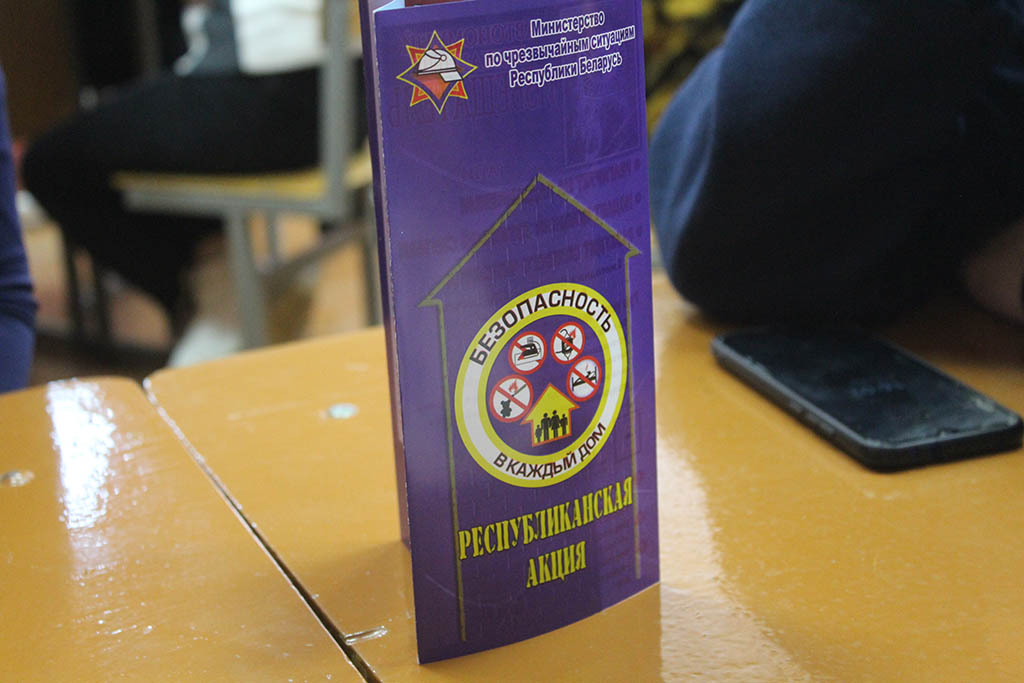 Министерство
по чрезвычайным ситуациям
Республики Беларусь
БЕЗОПАСНОСТЬ
В КАЖДЫЙ ДОМ
РЕСПУБЛИКАНСКАЯ
АКЦИЯ